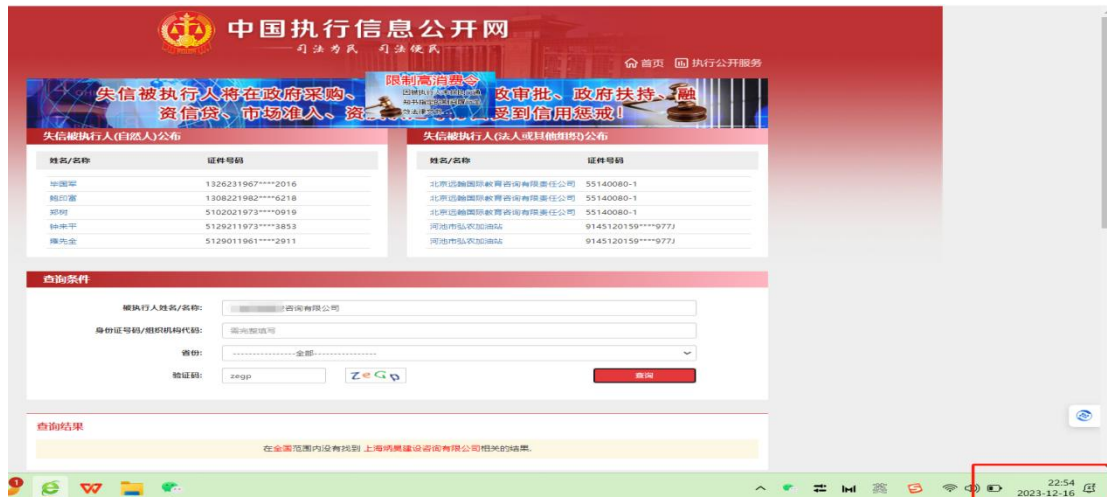 中国执行信息公开网
司法为民 司法便民
首页 执行公开服务
限制高消费令
失信被执行人将在政府采购、
政审批、政府扶持、融
资信贷、市场准入、资
受到信用惩戒!
失信被执行人(自然人)公布
姓名/名称 证件号码
毕国军 1326231967****2016
1308221982****6218
郑树 5102021973****0919
钟来平 5129211973****3853
先全 5129011961****2911
失信被执行人(法人或其他组织)公布
姓名/名称 证件号码
北京远翰国际教育咨询有限责任公司 55140080-1
北京远翰国际教育咨询有限责任公司 55140080-1
北京远翰国际教育咨询有限责任公司 55140080-1
河池市弘农加油站 9145120159****977J
河池市弘农加油站 9145120159****977J
查询条件
被执行人姓名/名称: 咨询有限公司
身份证号码/组织机构代码: 需完整填写
省份: ----------------全部----------------
验证码: zegp ZeGp 查询
查询结果
在全国范围内没有找到 上海炳昊建设咨询有限公司相关的结果.
22:54
2023-12-16